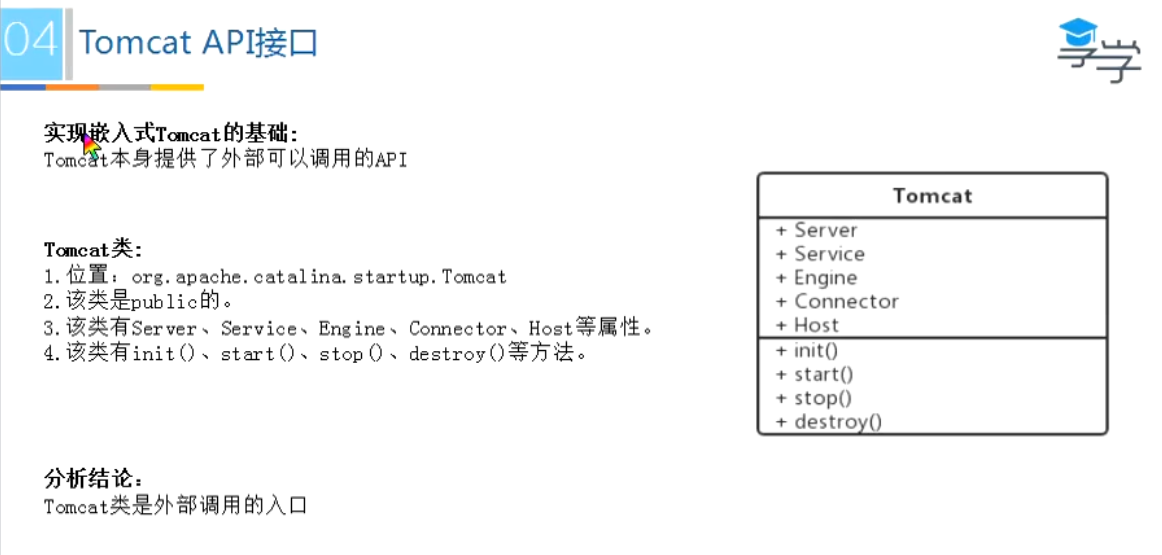 04 Tomcat API接口
享学
实现嵌入式Tomcat的基础:
Tomcat本身提供了外部可以调用的API
Tomcat类:
1.位置: org.apache.catalina.startup.Tomcat
2.该类是public的。
3.该类有Server、Service、Engine、Connector、Host等属性。
4.该类有init()、start()、stop()、destroy()等方法。
分析结论:
Tomcat类是外部调用的入口
Tomcat
+ Server
+ Service
+ Engine
+ Connector
+ Host
+ init()
+ start()
+ stop()
+ destroy()